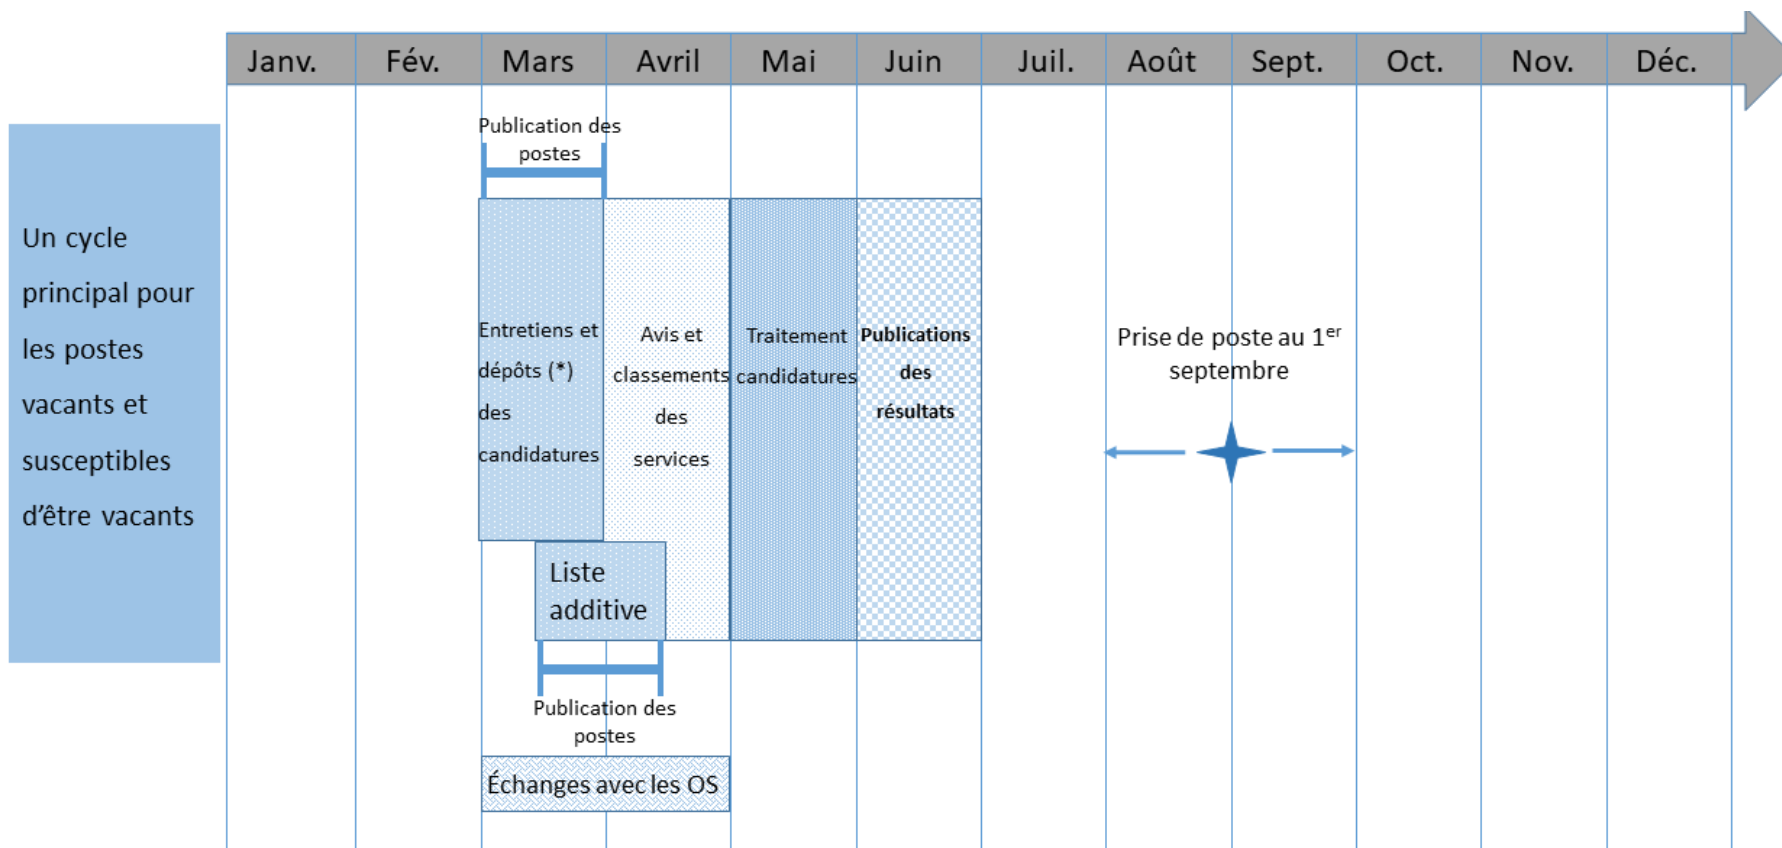 Janv. Fév. Mars Avril Mai Juin Juil. Août Sept. Oct. Nov. Déc.
Un cycle
principal pour
les postes
vacants et
susceptibles
d'être vacants
Publication des
postes
Entretiens et
dépôts (*)
des
candidatures
Avis et
classements
des
services
Traitement
candidatures
Publications
des
résultats
Prise de poste au 1er
septembre
Liste
additive
Publication des
postes
Échanges avec les OS